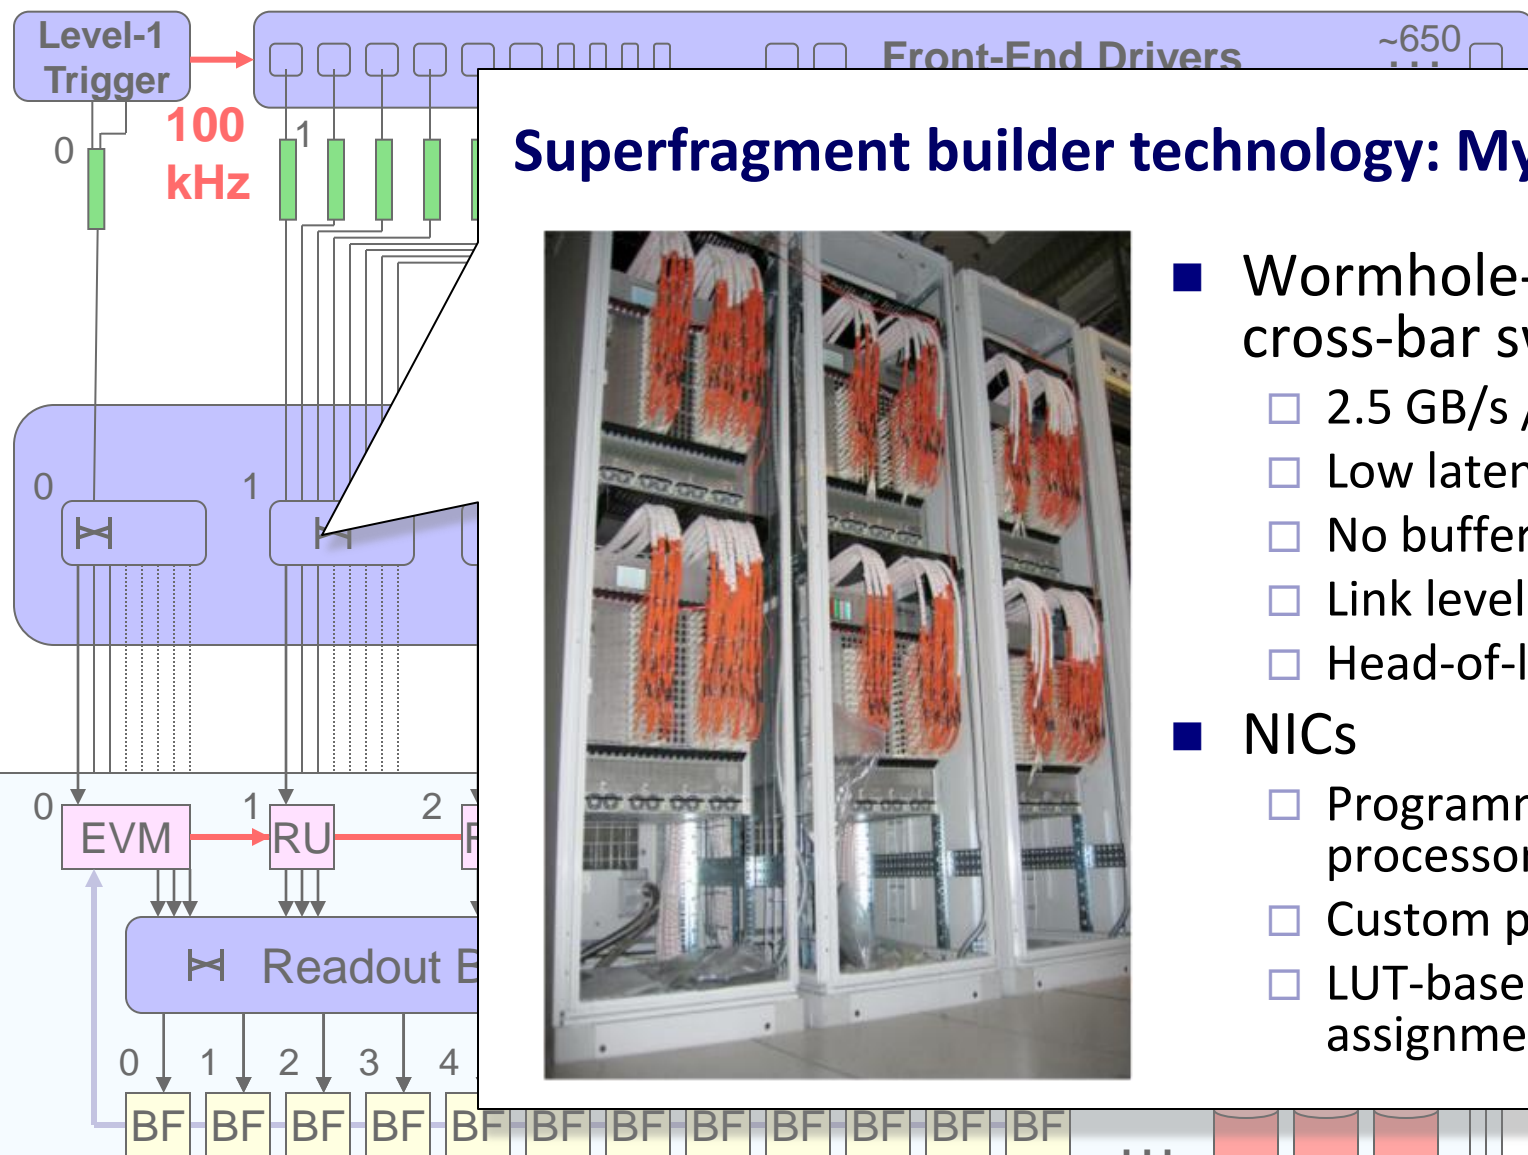 Level-1
Trigger
Front-End Drivers
~650
...
100
kHz
0
1
Superfragment builder technology: My
Wormhole-
cross-bar sw
2.5 GB/s /
Low laten
No buffer
Link level
Head-of-l
NICs
Programm
processor
Custom p
LUT-base
assignme
0
1
0
1
2
EVM
RU
Readout B
0
1
2
3
4
BF
BF
BF
BF
BF
BF
BF
BF
BF
BF
BF
BF
...